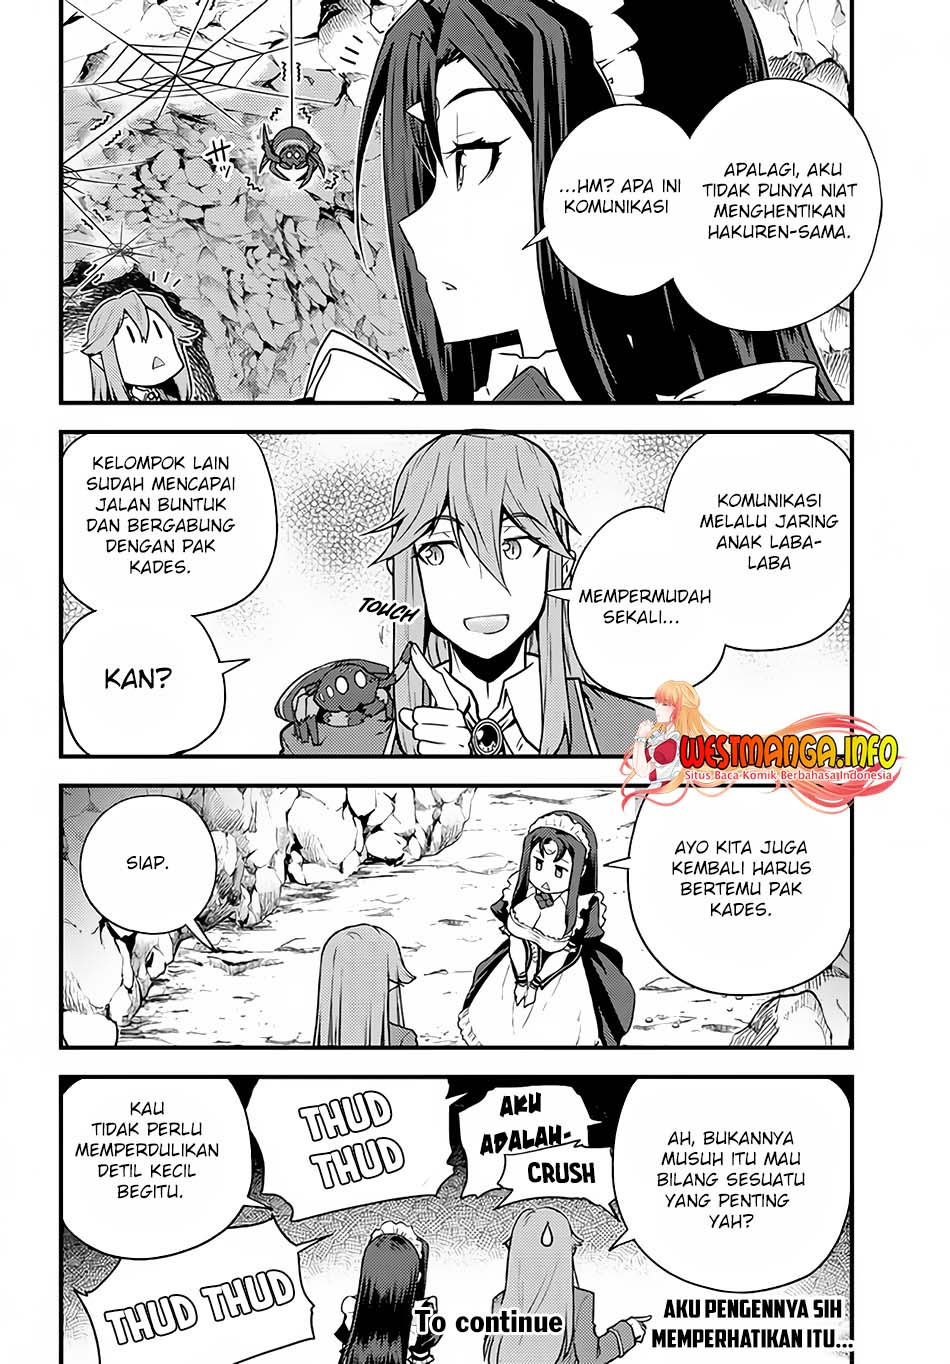 APALAGI, AKU
TIDAK PUNYA NIAT
MENGHENTIKAN
HAKUREN-SAMA.
...HM? APA INI
KOMUNIKASI
KOMUNIKASI
MELALU JARING
ANAK LABA-
LABA
MEMPERMUDAH
SEKALI...
TOUCH
KELOMPOK LAIN
SUDAH MENCAPAI
JALAN BUNTUK
DAN BERGABUNG
DENGAN PAK
KADES.
KAN?
WESTMANGA.INFO
Situs Baca Komik Berbahasa Indonesia
AYO KITA JUGA
KEMBALI HARUS
BERTEMU PAK
KADES.
SIAP.
AH, BUKANNYA
MUSUH ITU MAU
BILANG SESUATU
YANG PENTING
YAH?
AKU
ADALAH-
CRUSH
THUD
THUD
KAU
TIDAK PERLU
MEMPERDULIKAN
DETIL KECIL
BEGITU.
THUD THUD
AKU PENGENNYA SIH
MEMPERHATIKAN ITU...
To continue